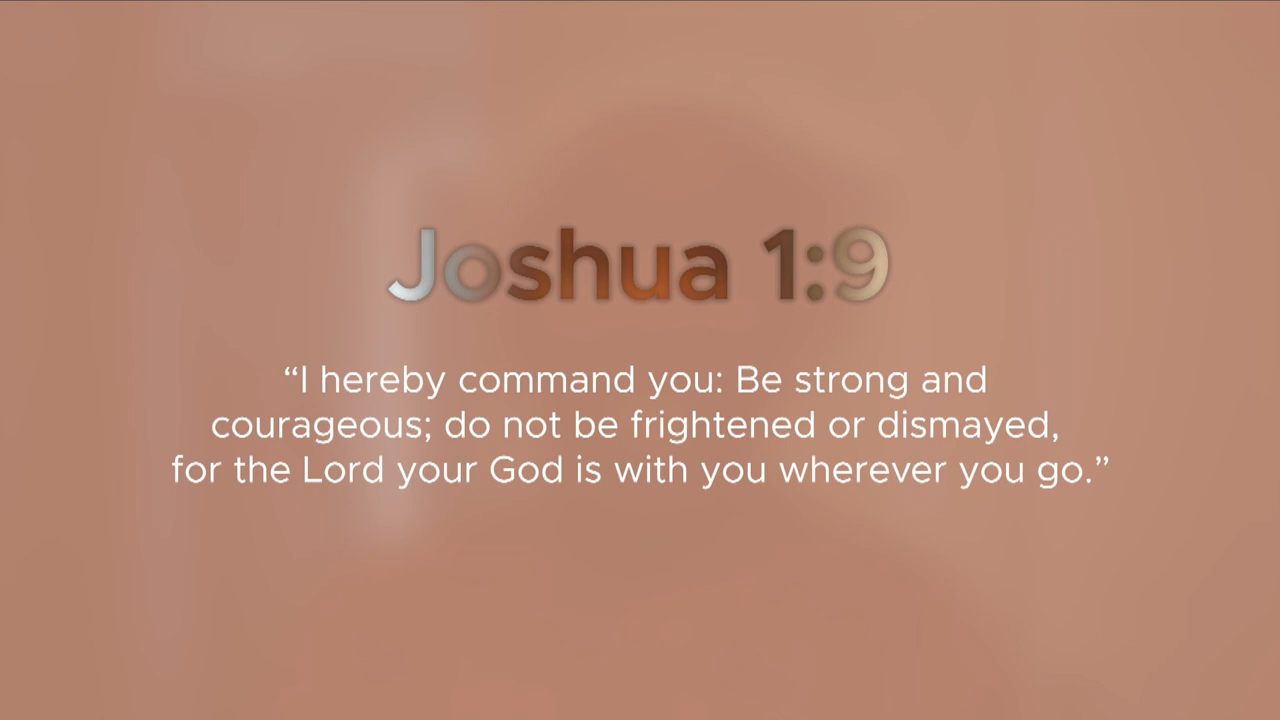 Joshua 1:9
“I hereby command you: Be strong and
courageous; do not be frightened or dismayed,
for the Lord your God is with you wherever you go.”